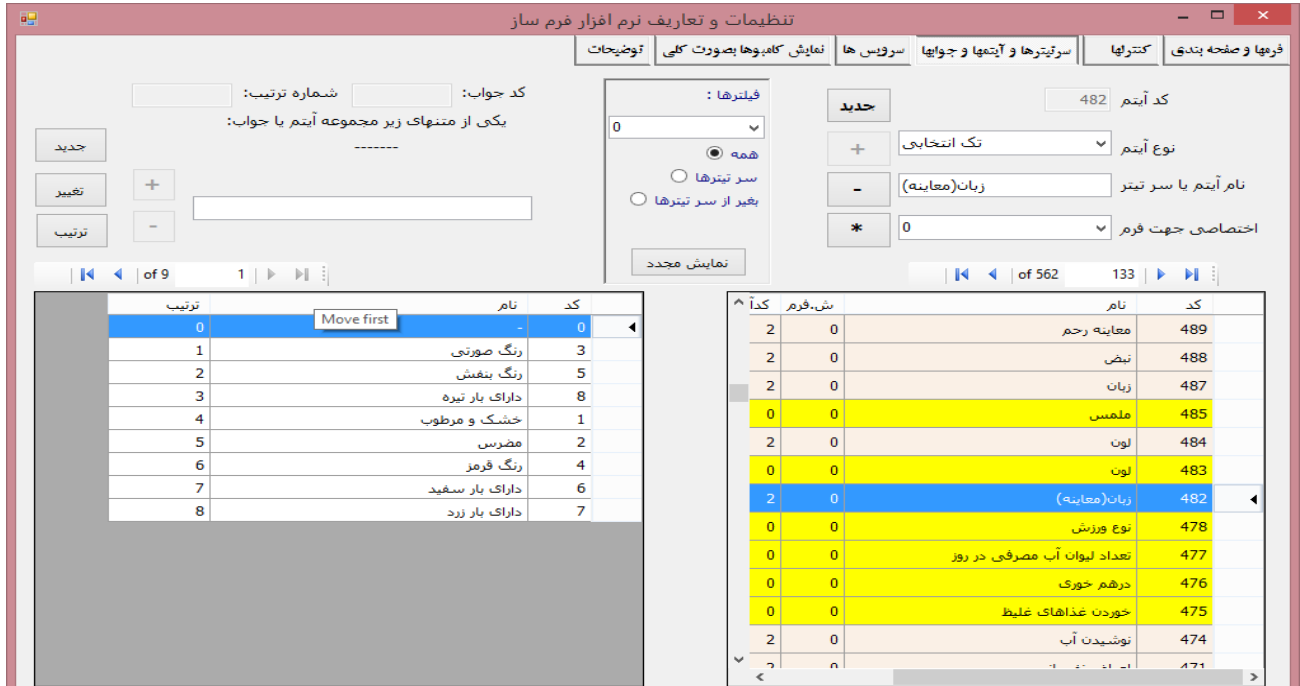 تنظیمات و تعاریف نرم افزار فرم ساز
فرمها و صفحه بندی
کنترلها
سرتیترها و آیتمها و جوابها
سرویس ها
نمایش کامبوها بصورت کلی
توضیحات
کد آیتم 482
جدید
نوع آیتم تک انتخابی
+
نام آیتم یا سر تیتر زبان(معاینه)
-
اختصاصی جهت فرم 0
*
of 562 133
فیلترها :
0
همه
سر تیترها
بغیر از سر تیترها
نمایش مجدد
کد جواب: شماره ترتیب:
یکی از متنهای زیر مجموعه آیتم یا جواب:
-------
جدید
تغییر
ترتیب
+
-
of 9 1
Move first
کد نام ش.فرم کدآ
489 معاینه رحم 0 2
488 نبض 0 2
487 زبان 0 2
485 ملمس 0 0
484 لون 0 2
483 لون 0 0
482 زبان(معاینه) 0 2
478 نوع ورزش 0 0
477 تعداد لیوان آب مصرفی در روز 0 0
476 درهم خوری 0 0
475 خوردن غذاهای غلیظ 0 0
474 نوشیدن آب 0 2
کد نام ترتیب
0 - 0
3 رنگ صورتی 1
5 رنگ بنفش 2
8 دارای بار تیره 3
1 خشک و مرطوب 4
2 مضرس 5
4 رنگ قرمز 6
6 دارای بار سفید 7
7 دارای بار زرد 8